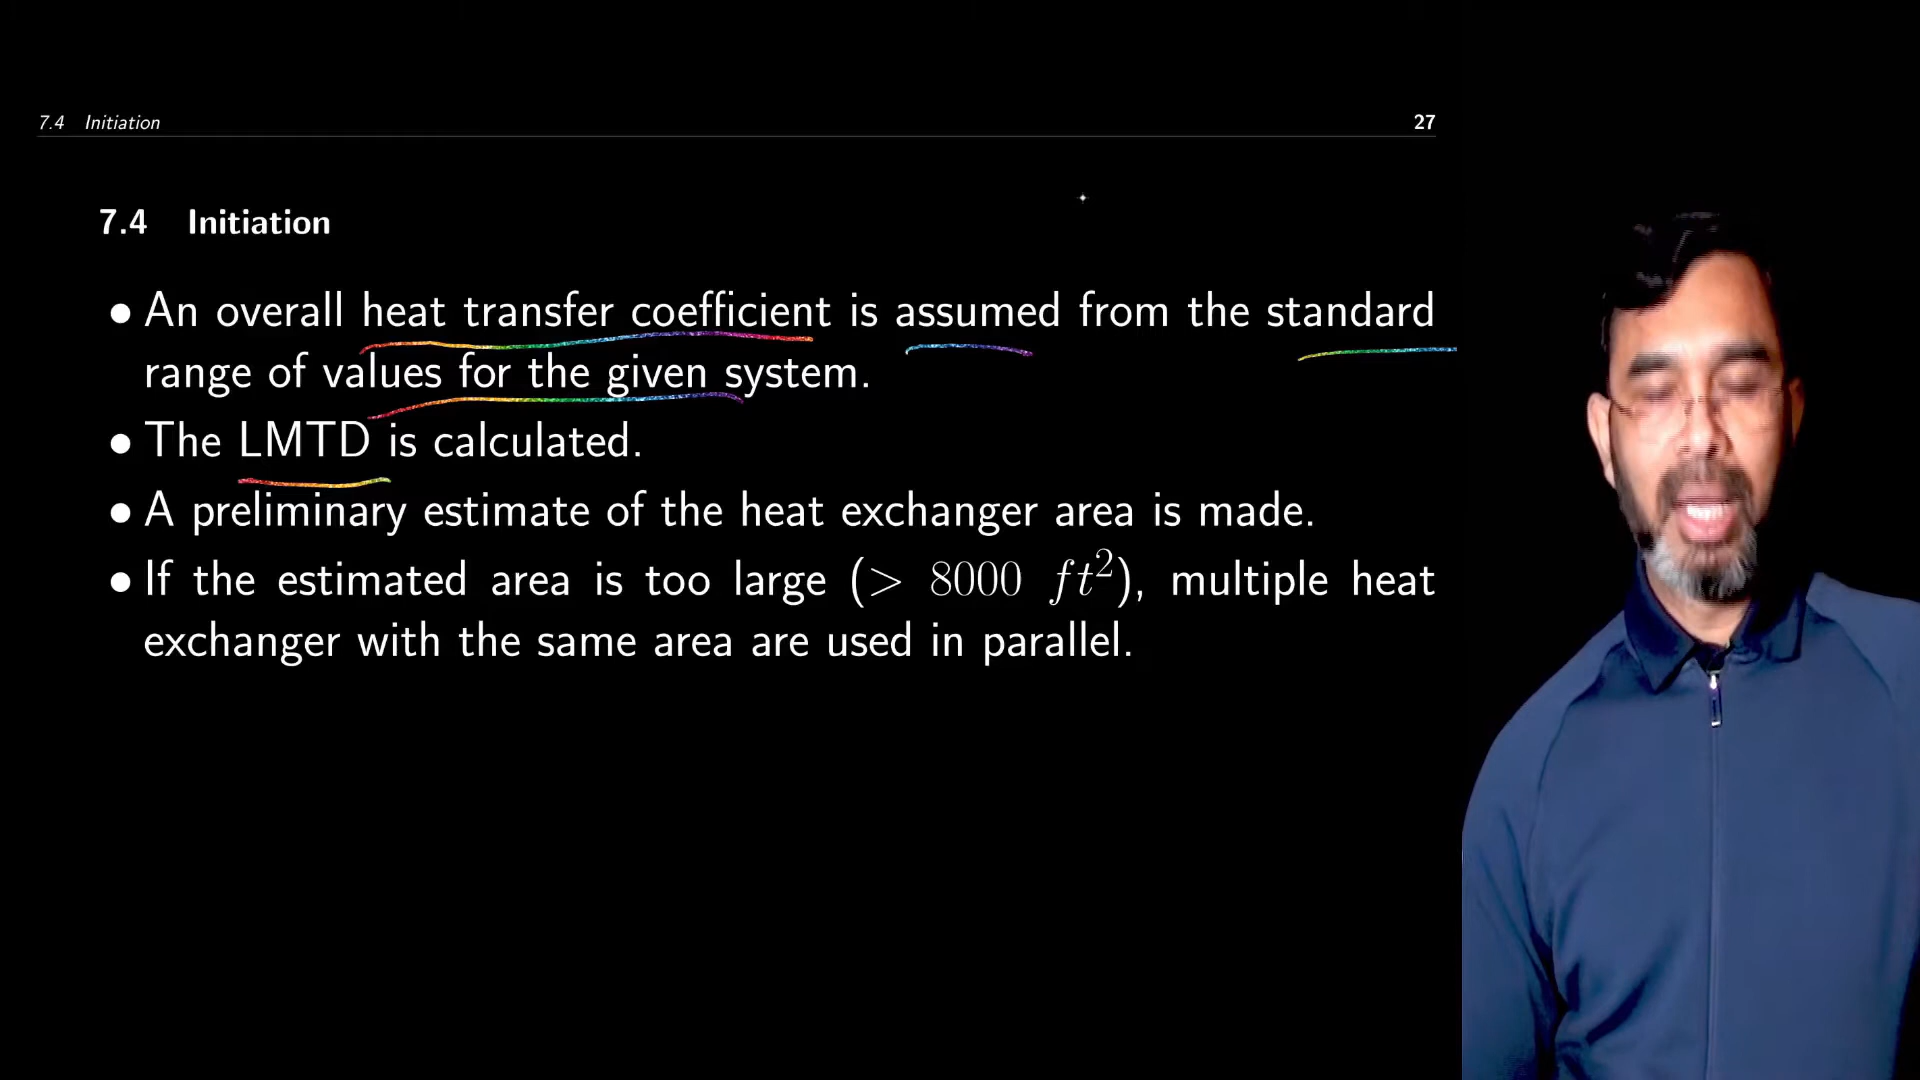 7.4 Initiation 27
7.4 Initiation
• An overall heat transfer coefficient is assumed from the standard
range of values for the given system.
• The LMTD is calculated.
• A preliminary estimate of the heat exchanger area is made.
• If the estimated area is too large (> 8000 ft²), multiple heat
exchanger with the same area are used in parallel.